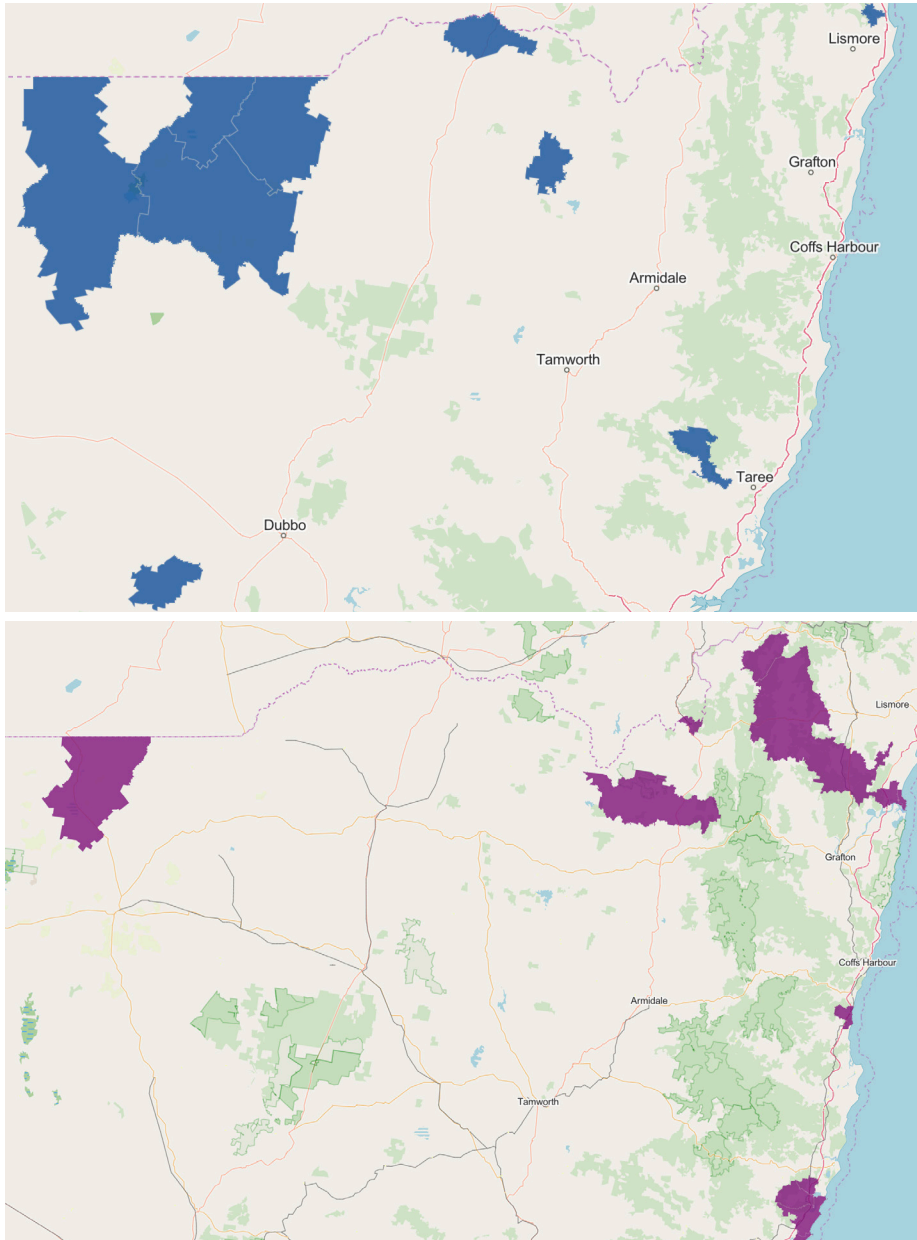 Lismore
Grafton
Coffs Harbour
Armidale
Tamworth
Taree
Dubbo
Lismore
Grafton
Coffs Harbour
Armidale
Tamworth